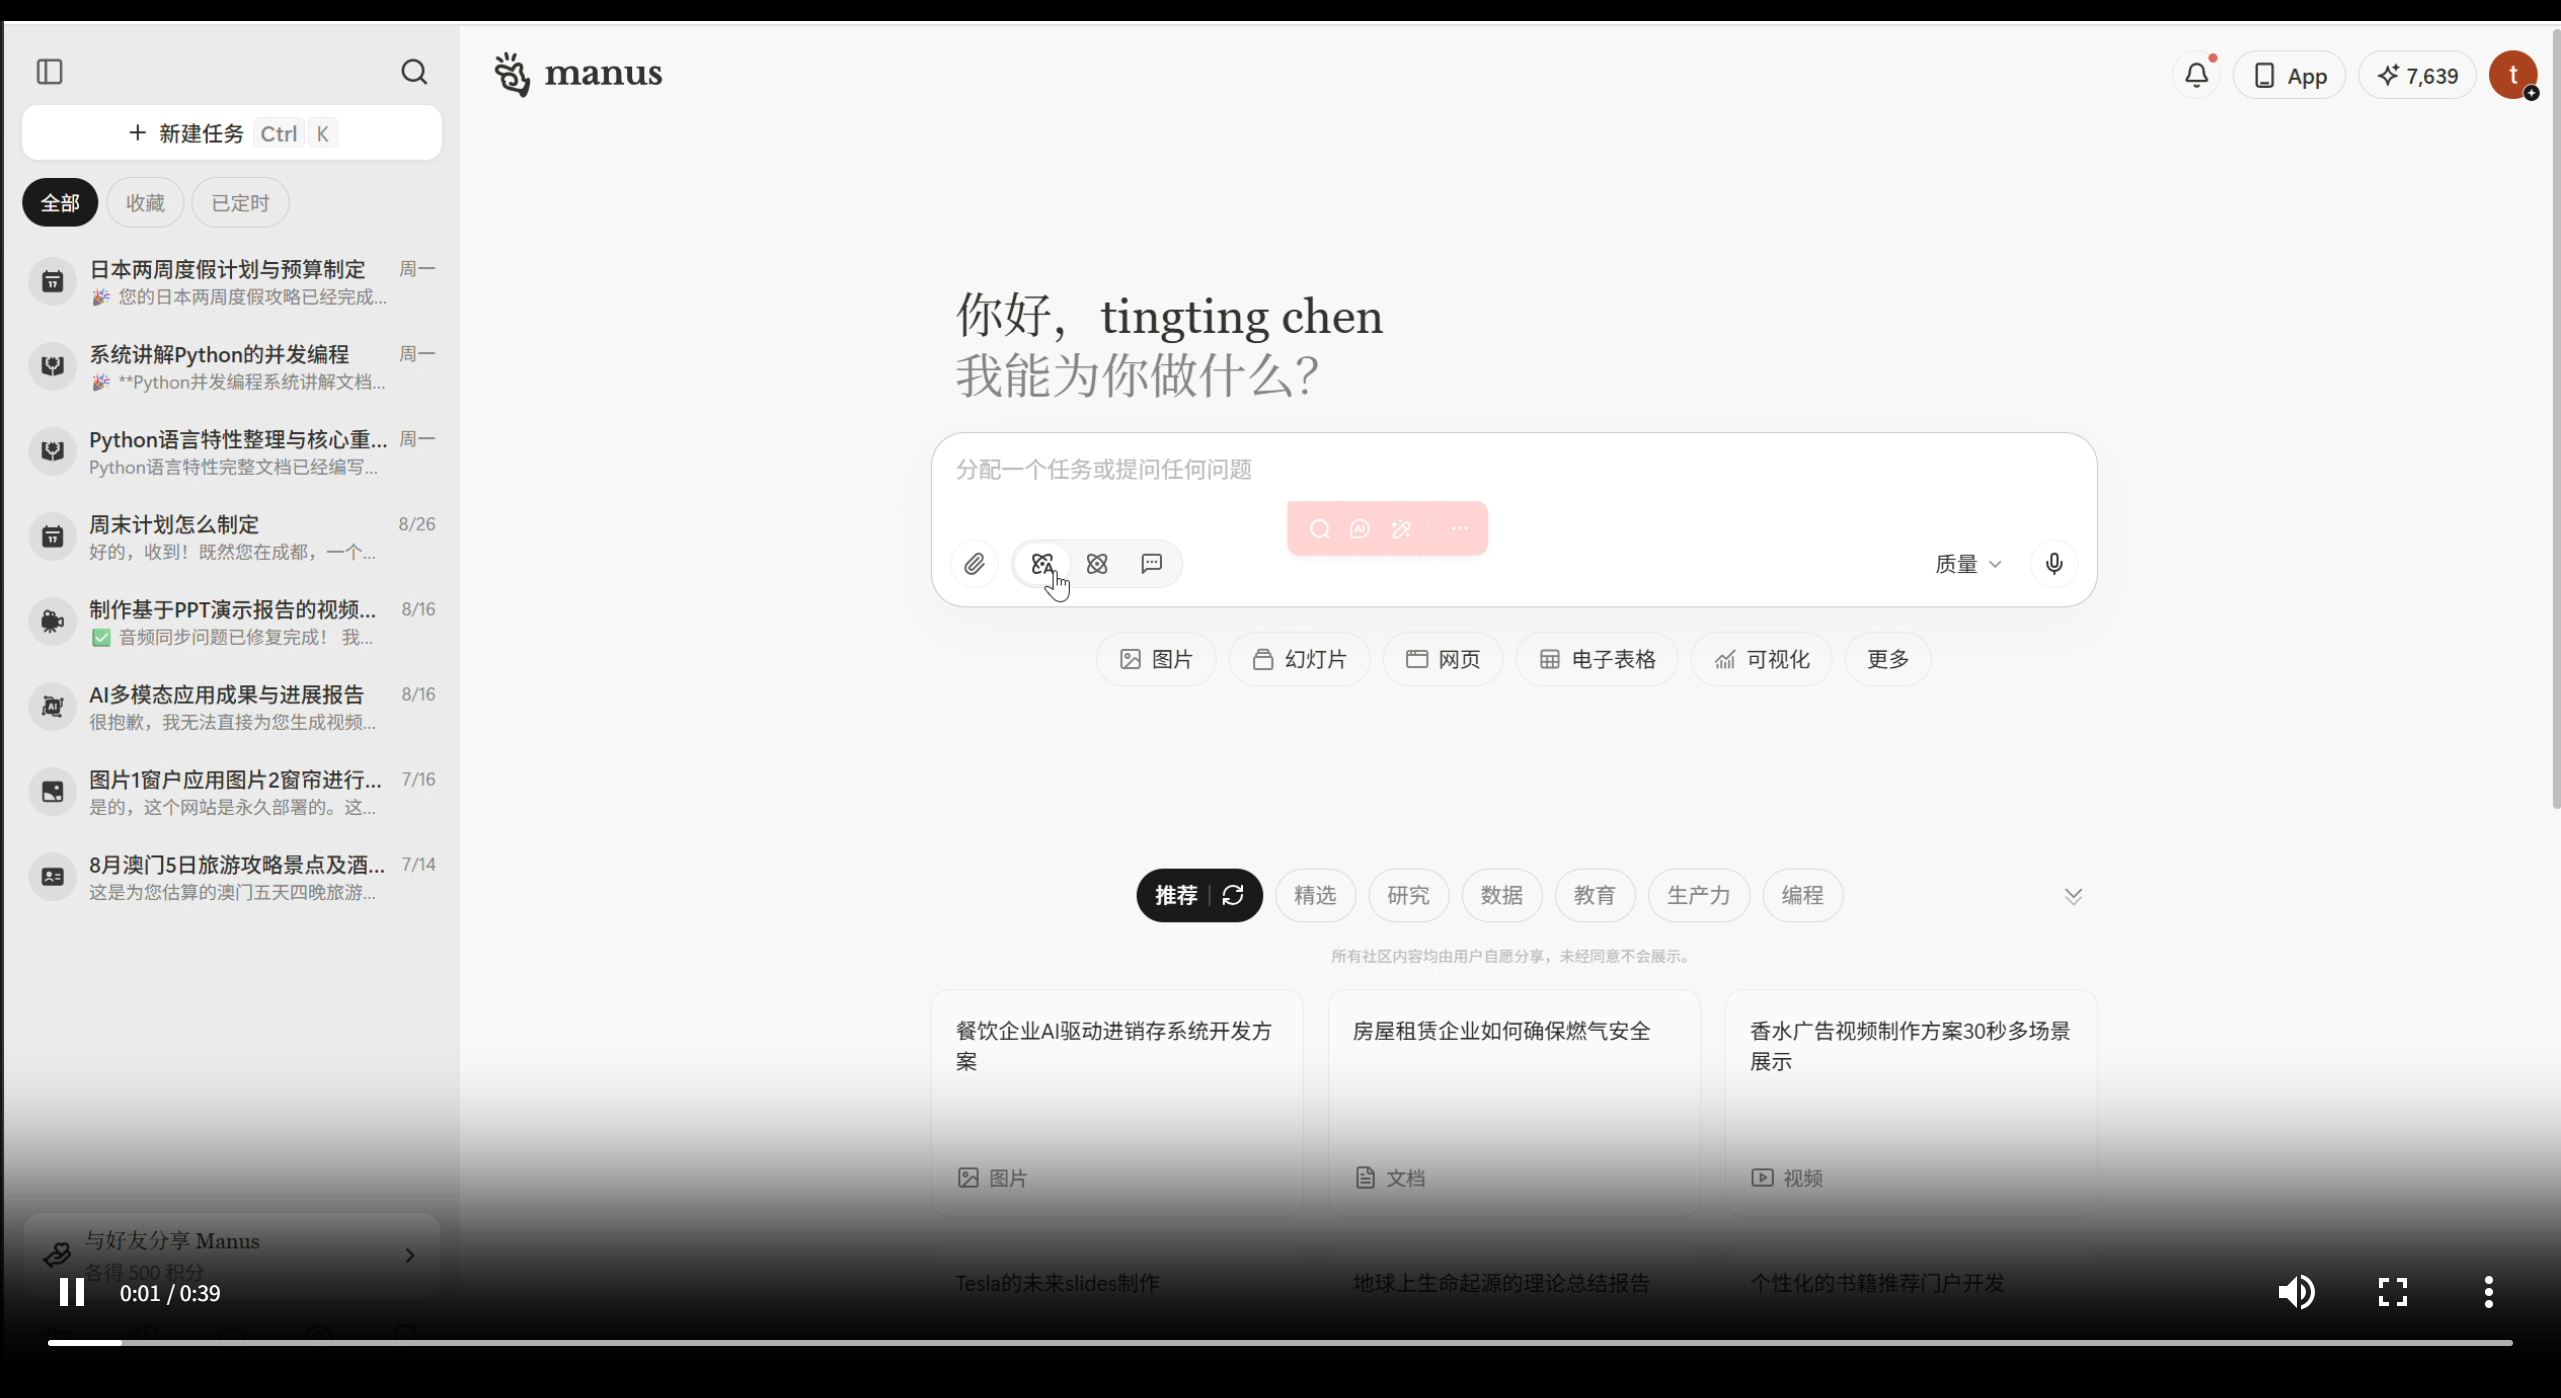 manus
App
7,639
t
新建任务 Ctrl K
全部 收藏 已定时
日本两周度假计划与预算制定 周一
🎉 您的日本两周度假攻略已经完成...
系统讲解Python的并发编程 周一
🎉 **Python并发编程系统讲解文档...
Python语言特性整理与核心重... 周一
Python语言特性完整文档已经编写...
周末计划怎么制定 8/26
好的，收到！既然您在成都，一个...
制作基于PPT演示报告的视频... 8/16
✅ 音频同步问题已修复完成！ 我...
AI多模态应用成果与进展报告 8/16
很抱歉，我无法直接为您生成视频...
图片1窗户应用图片2窗帘进行... 7/16
是的，这个网站是永久部署的。这...
8月澳门5日旅游攻略景点及酒... 7/14
这是为您估算的澳门五天四晚旅游...
与好友分享 Manus
各得 500 积分
你好，tingting chen
我能为你做什么？
分配一个任务或提问任何问题
质量
图片 幻灯片 网页 电子表格 可视化 更多
推荐 精选 研究 数据 教育 生产力 编程
所有社区内容均由用户自愿分享，未经同意不会展示。
餐饮企业AI驱动进销存系统开发方
案
图片
房屋租赁企业如何确保燃气安全
文档
香水广告视频制作方案30秒多场景
展示
视频
Tesla的未来slides制作
地球上生命起源的理论总结报告
个性化的书籍推荐门户开发
0:01 / 0:39